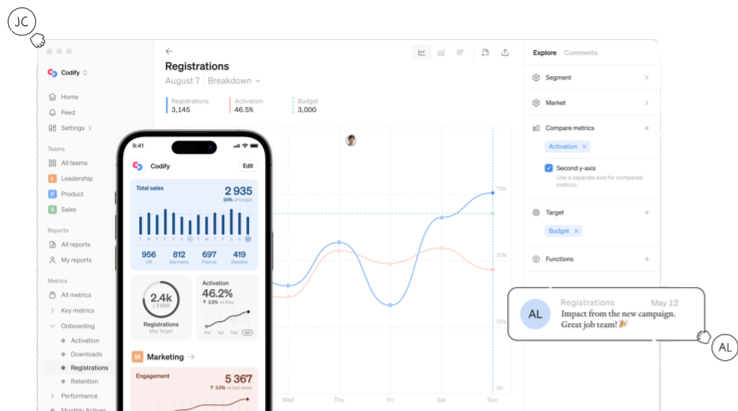 JC
Codify
Home
Feed
Settings
Teams
All teams
L Leadership
P Product
S Sales
Reports
All reports
My reports
Metrics
All metrics
Key metrics
Onboarding
Activation
Downloads
Registrations
Retention
Performance
Monthly Actives
Registrations
August 7 Breakdown
Registrations
3,145
Activation
46.5%
Budget
3,000
Wed
Thu
Fri
Sat
Sun
9:41
Codify
Edit
Total sales
2 935
93% of Target
T M T W T F S S M T W T F S S
956 812 697 419
UK Germany France Sweden
2.4k
/ 3 000
Registrations
May Target
Activation
46.2%
3.5% vs May
M Marketing
Engagement
5 367
3.5% vs last week
Explore
Comments
Segment
Market
Compare metrics
Activation
Second y-axis
Use a separate axis for compared
metrics.
Target
Budget
Functions
AL
Registrations
May 12
Impact from the new campaign.
Great job team!🎉
AL